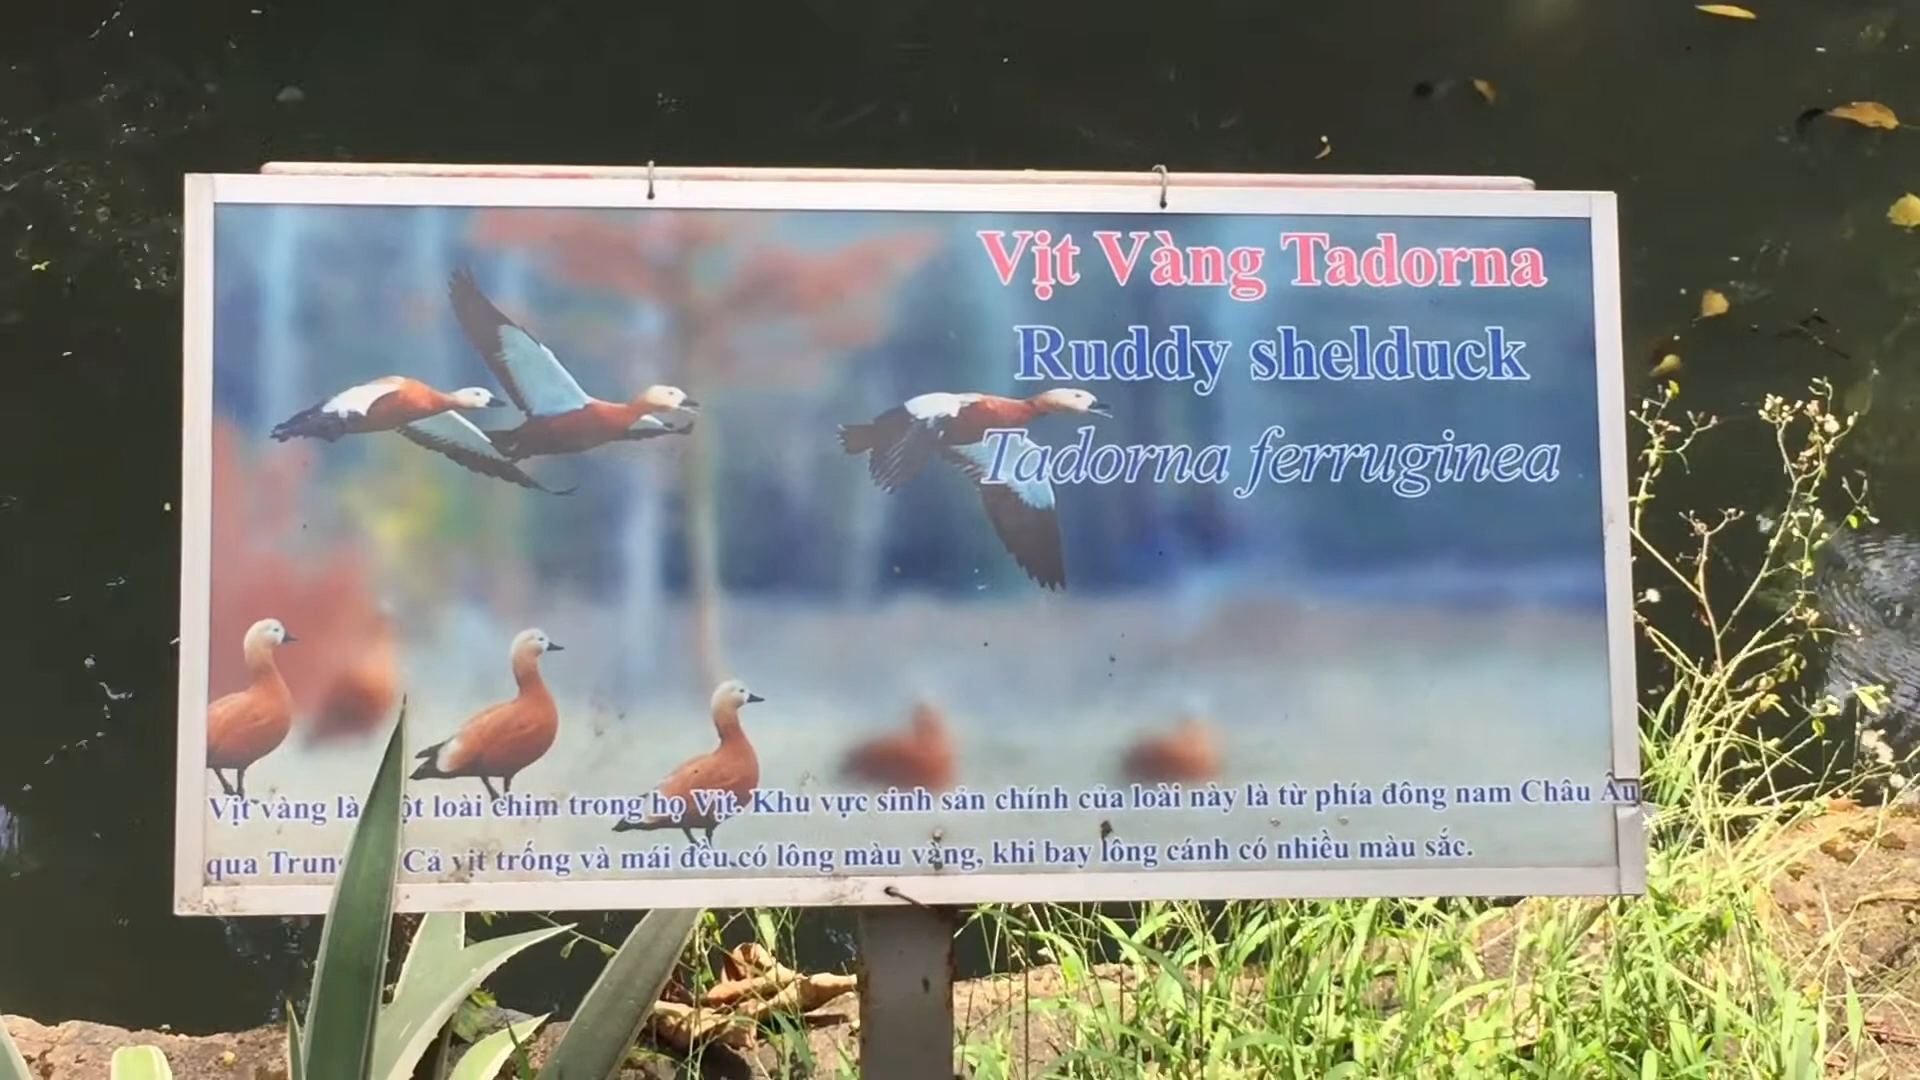 Vịt Vàng Tadorna
Ruddy shelduck
Tadorna ferruginea
Vịt vàng là một loài chim trong họ Vịt. Khu vực sinh sản chính của loài này là từ phía đông nam Châu Âu
qua Trung Cả vịt trống và mái đều có lông màu vàng, khi bay lông cánh có nhiều màu sắc.